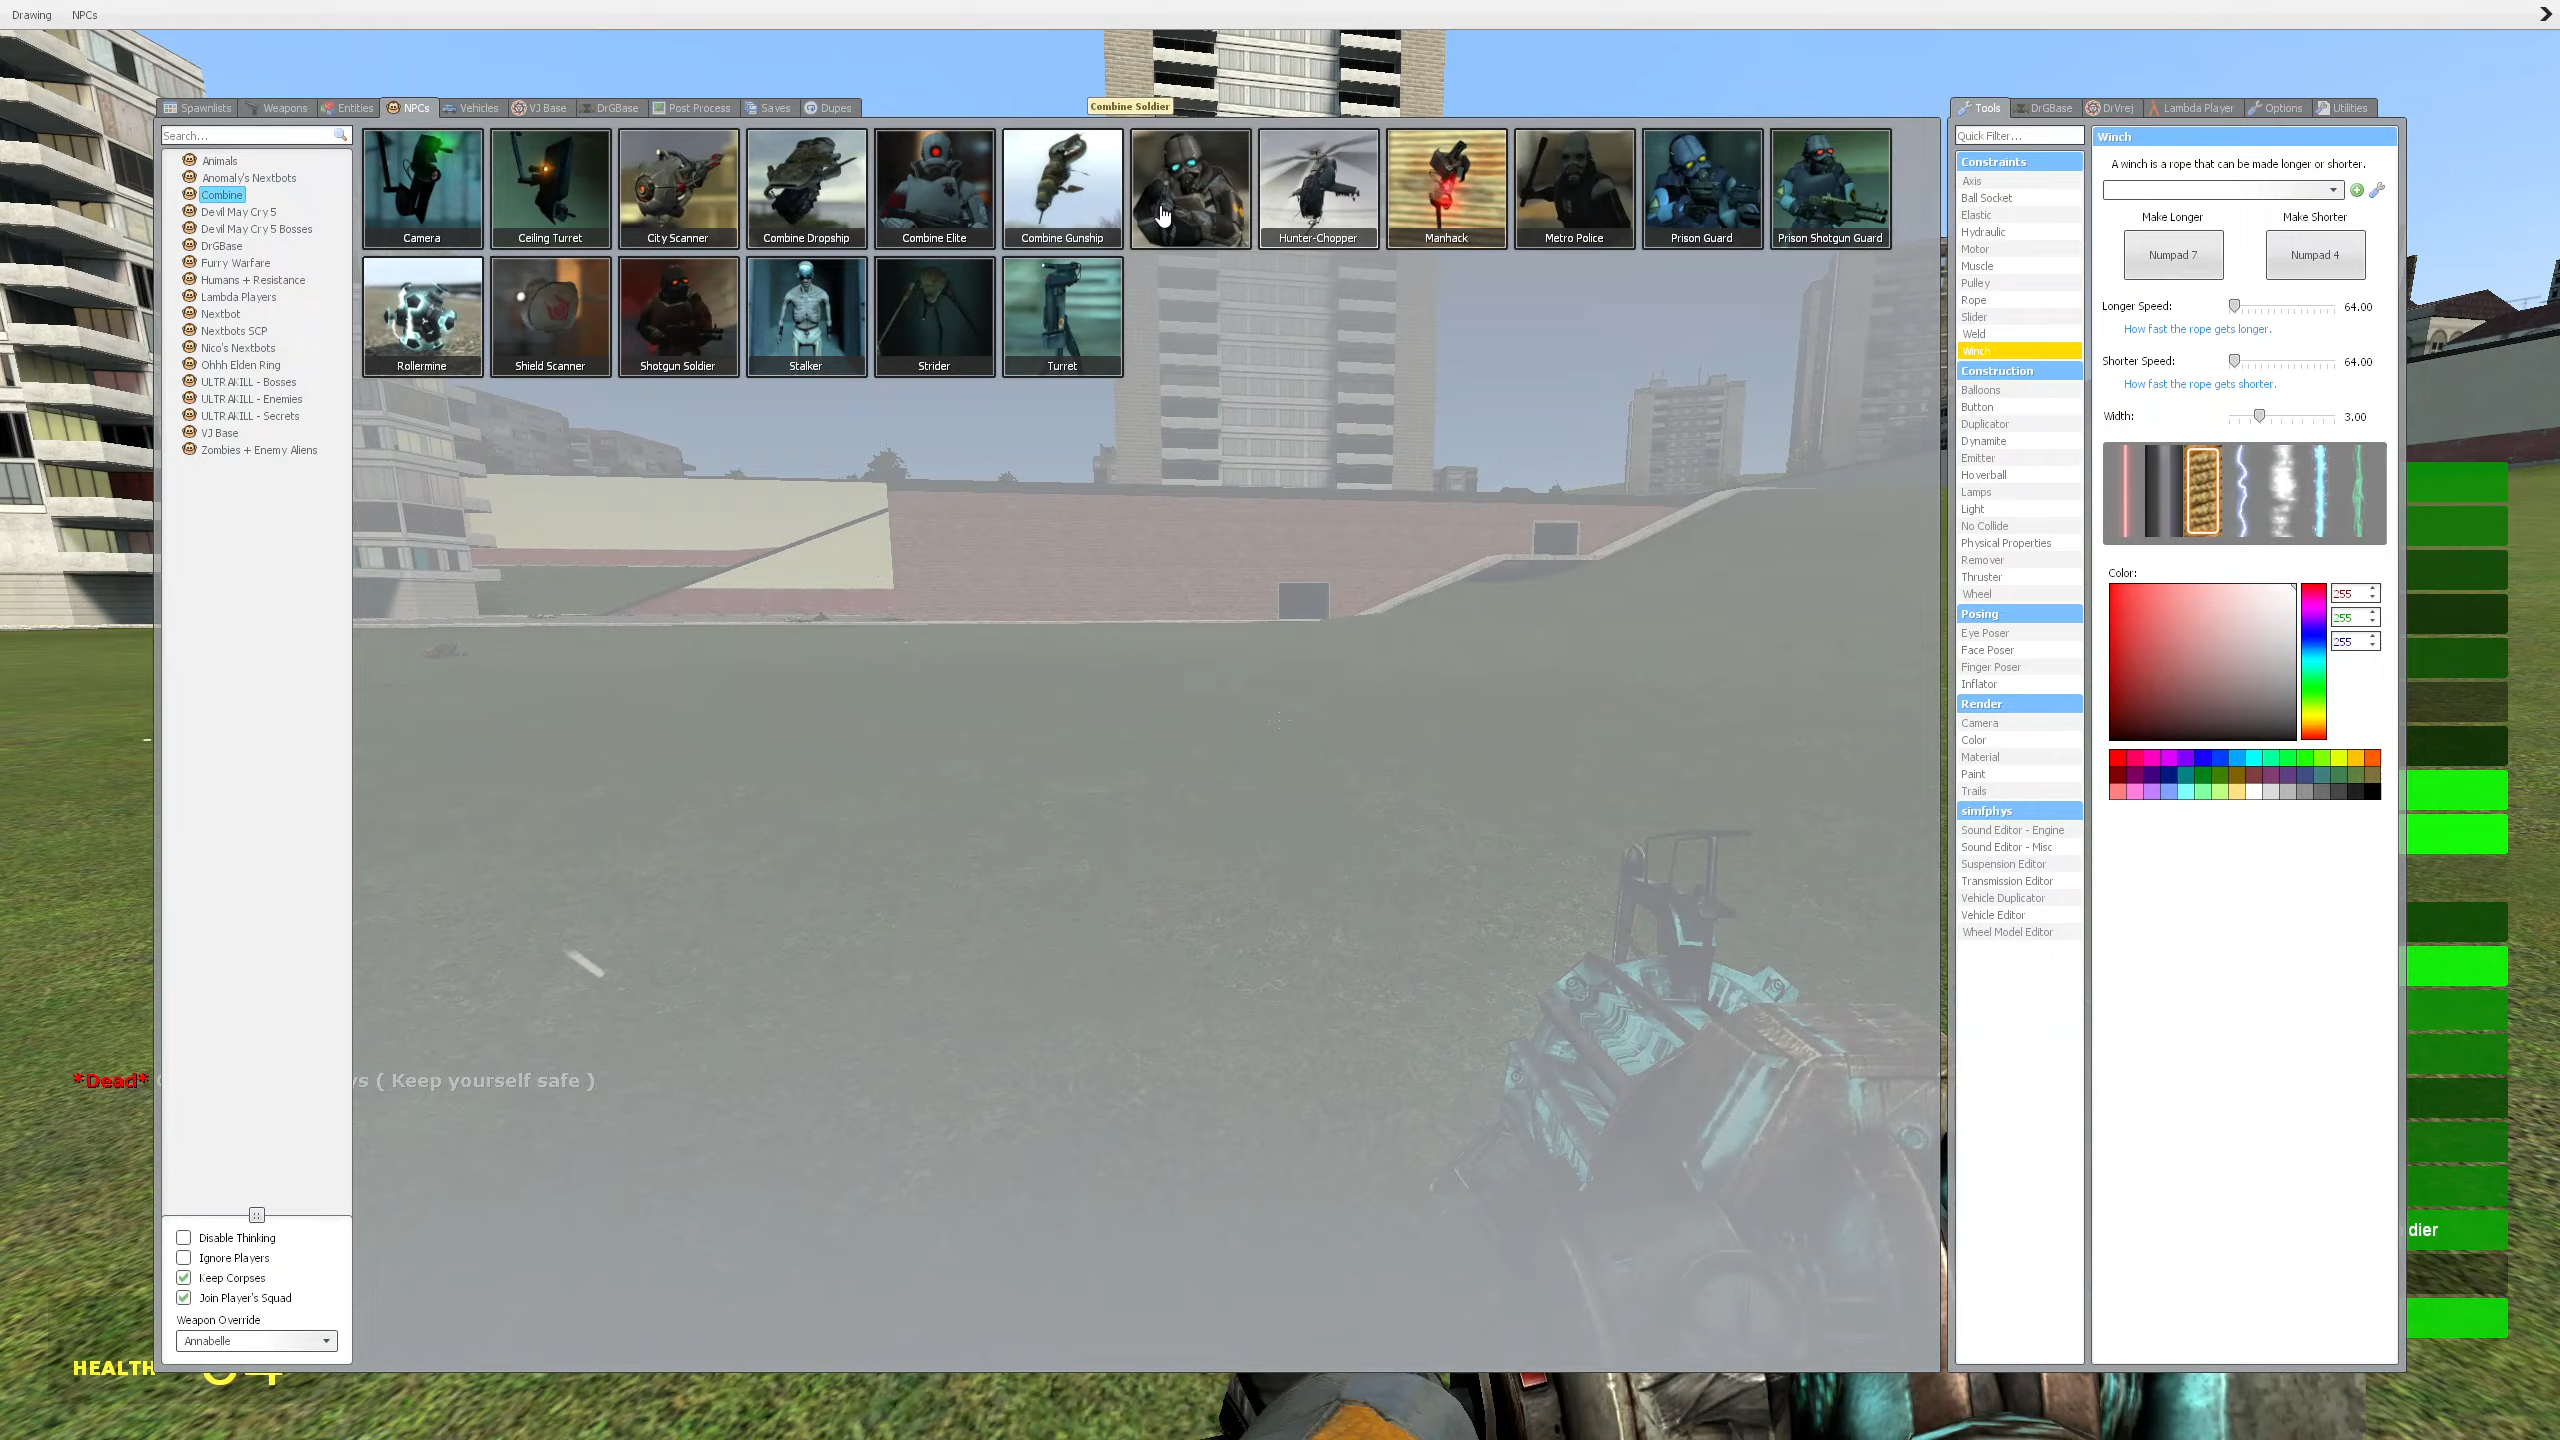 Drawing NPCs
Spawnlists Weapons Entities NPCs Vehicles VJ Base DrGBase Post Process Saves Dupes
Combine Soldier
Search...
Animals
Anomaly's Nextbots
Combine
Devil May Cry 5
Devil May Cry 5 Bosses
DrGBase
Furry Warfare
Humans + Resistance
Lambda Players
Nextbot
Nextbots SCP
Nico's Nextbots
Ohhh Elden Ring
ULTRAKILL - Bosses
ULTRAKILL - Enemies
ULTRAKILL - Secrets
VJ Base
Zombies + Enemy Aliens
Camera
Ceiling Turret
City Scanner
Combine Dropship
Combine Elite
Combine Gunship
Hunter-Chopper
Manhack
Metro Police
Prison Guard
Prison Shotgun Guard
Rollermine
Shield Scanner
Shotgun Soldier
Stalker
Strider
Turret
*Dead*
ys ( Keep yourself safe )
Disable Thinking
Ignore Players
Keep Corpses
Join Player's Squad
Weapon Override
Annabelle
HEALTH
Tools DrGBase DrVrej Lambda Player Options Utilities
Quick Filter...
Constraints
Axis
Ball Socket
Elastic
Hydraulic
Motor
Muscle
Pulley
Rope
Slider
Weld
Winch
Construction
Balloons
Button
Duplicator
Dynamite
Emitter
Hoverball
Lamps
Light
No Collide
Physical Properties
Remover
Thruster
Wheel
Posing
Eye Poser
Face Poser
Finger Poser
Inflator
Render
Camera
Color
Material
Paint
Trails
simfphys
Sound Editor - Engine
Sound Editor - Misc
Suspension Editor
Transmission Editor
Vehicle Duplicator
Vehicle Editor
Wheel Model Editor
Winch
A winch is a rope that can be made longer or shorter.
Make Longer Make Shorter
Numpad 7 Numpad 4
Longer Speed: 64.00
How fast the rope gets longer.
Shorter Speed: 64.00
How fast the rope gets shorter.
Width: 3.00
Color:
255
255
255
dier